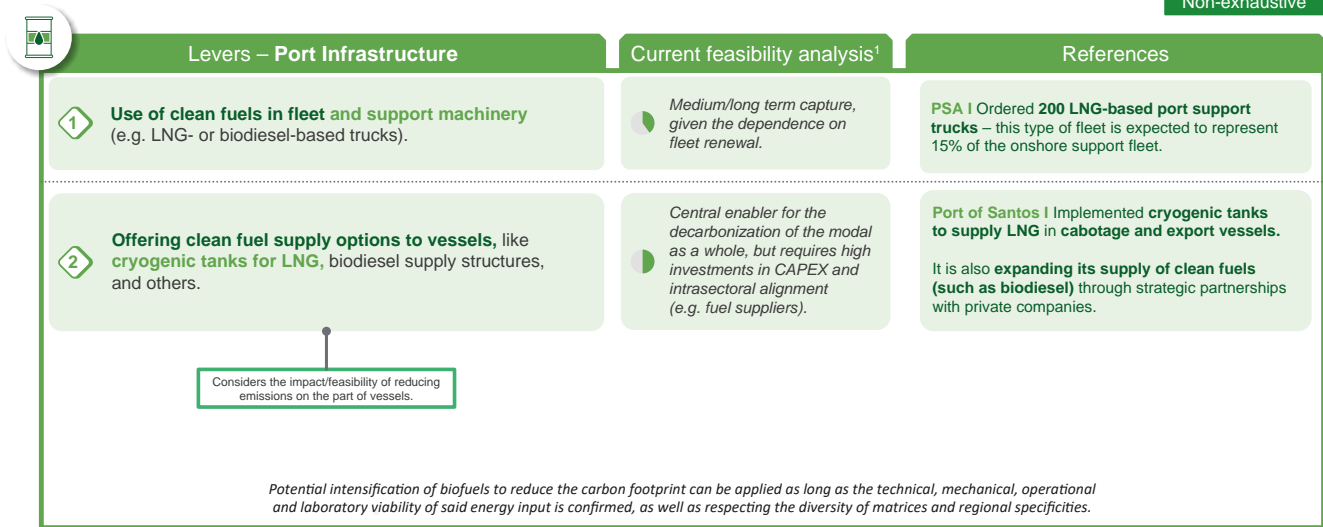 Non-exhaustive
Levers – Port Infrastructure
Current feasibility analysis¹
References
1
Use of clean fuels in fleet and support machinery
(e.g. LNG- or biodiesel-based trucks).
Medium/long term capture,
given the dependence on
fleet renewal.
PSA I Ordered 200 LNG-based port support
trucks – this type of fleet is expected to represent
15% of the onshore support fleet.
2
Offering clean fuel supply options to vessels, like
cryogenic tanks for LNG, biodiesel supply structures,
and others.
Central enabler for the
decarbonization of the modal
as a whole, but requires high
investments in CAPEX and
intrasectoral alignment
(e.g. fuel suppliers).
Port of Santos I Implemented cryogenic tanks
to supply LNG in cabotage and export vessels.
It is also expanding its supply of clean fuels
(such as biodiesel) through strategic partnerships
with private companies.
Considers the impact/feasibility of reducing
emissions on the part of vessels.
Potential intensification of biofuels to reduce the carbon footprint can be applied as long as the technical, mechanical, operational
and laboratory viability of said energy input is confirmed, as well as respecting the diversity of matrices and regional specificities.